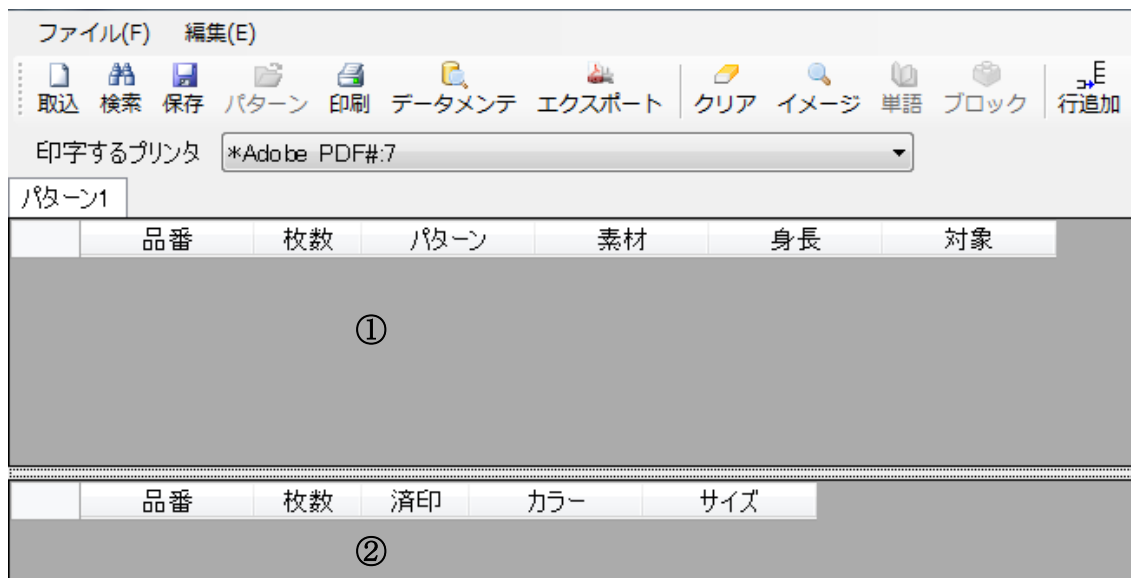 ファイル(F) 編集(E)
取込 検索 保存 パターン 印刷 データメンテ エクスポート クリア イメージ 単語 ブロック 行追加
印字するプリンタ *Adobe PDF#:7
パターン1
品番 枚数 パターン 素材 身長 対象
①
品番 枚数 済印 カラー サイズ
②